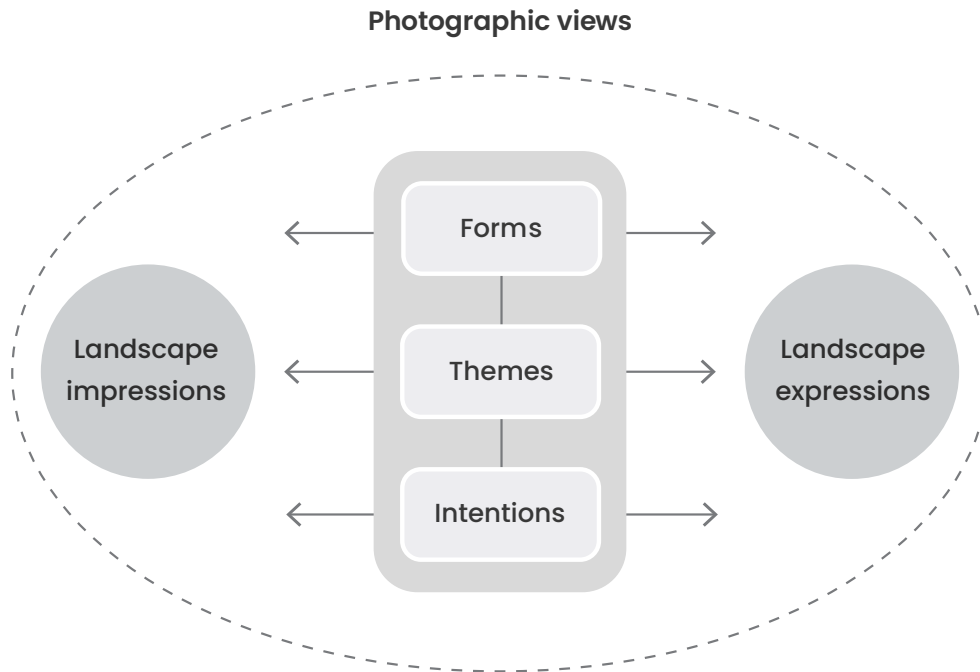 Photographic views
Forms
Landscape
impressions
Themes
Landscape
expressions
Intentions